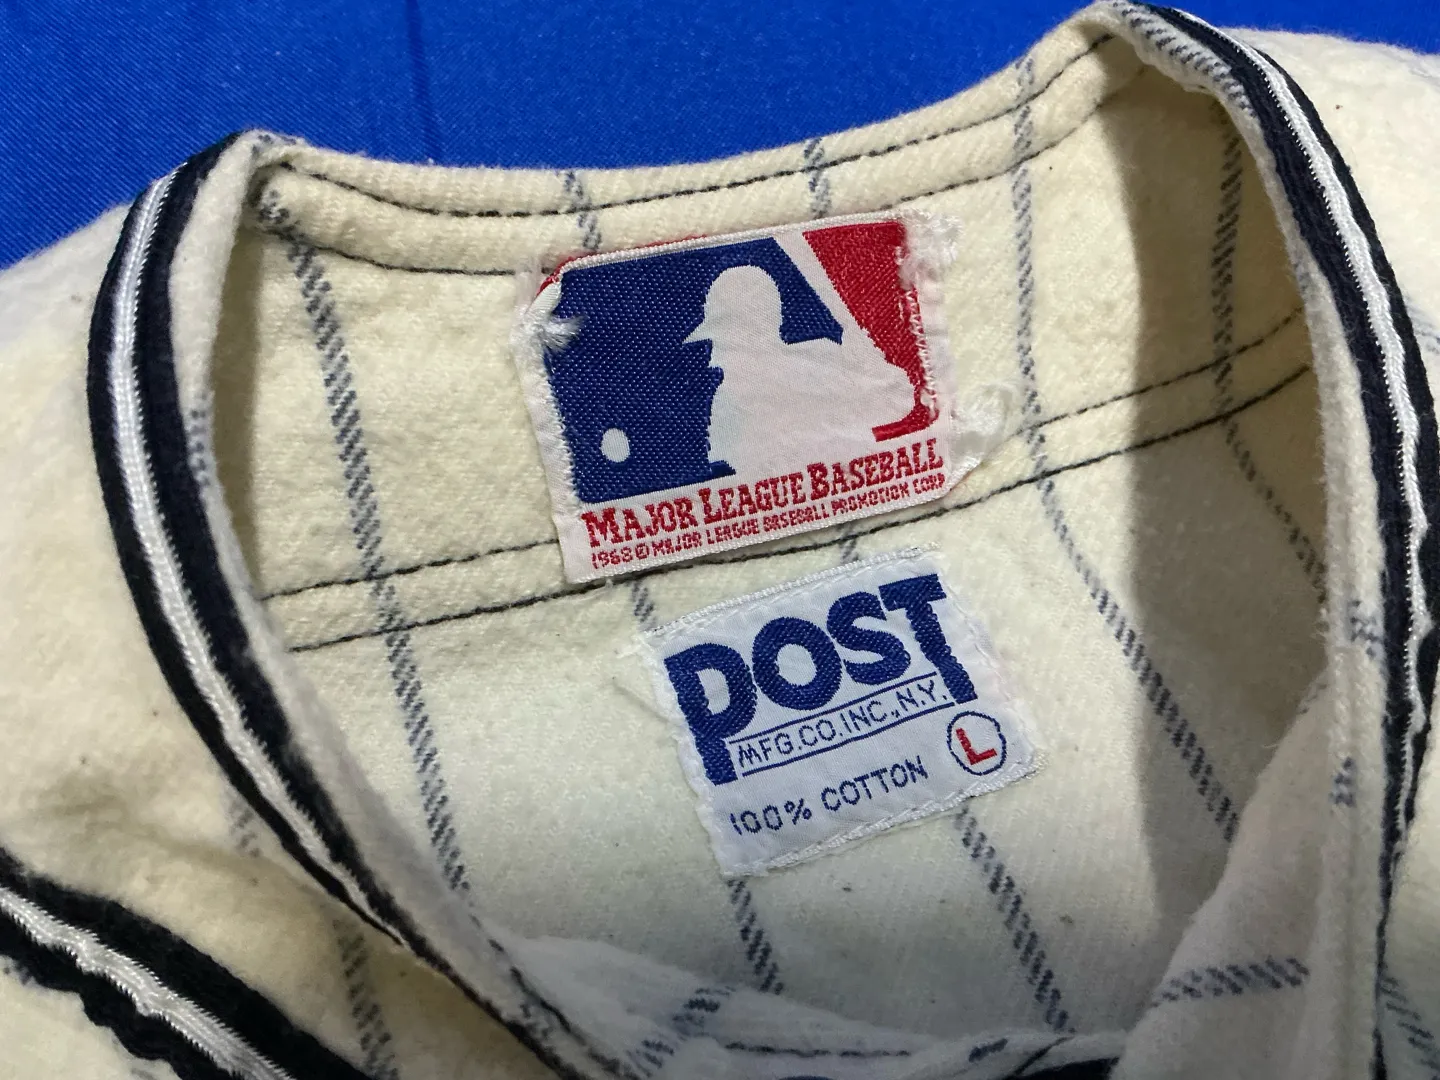 MAJOR LEAGUE BASEBALL
1968 © MAJOR LEAGUE BASEBALL PROMOTION CORP
POST
MFG.CO.INC., N.Y.
L
100% COTTON